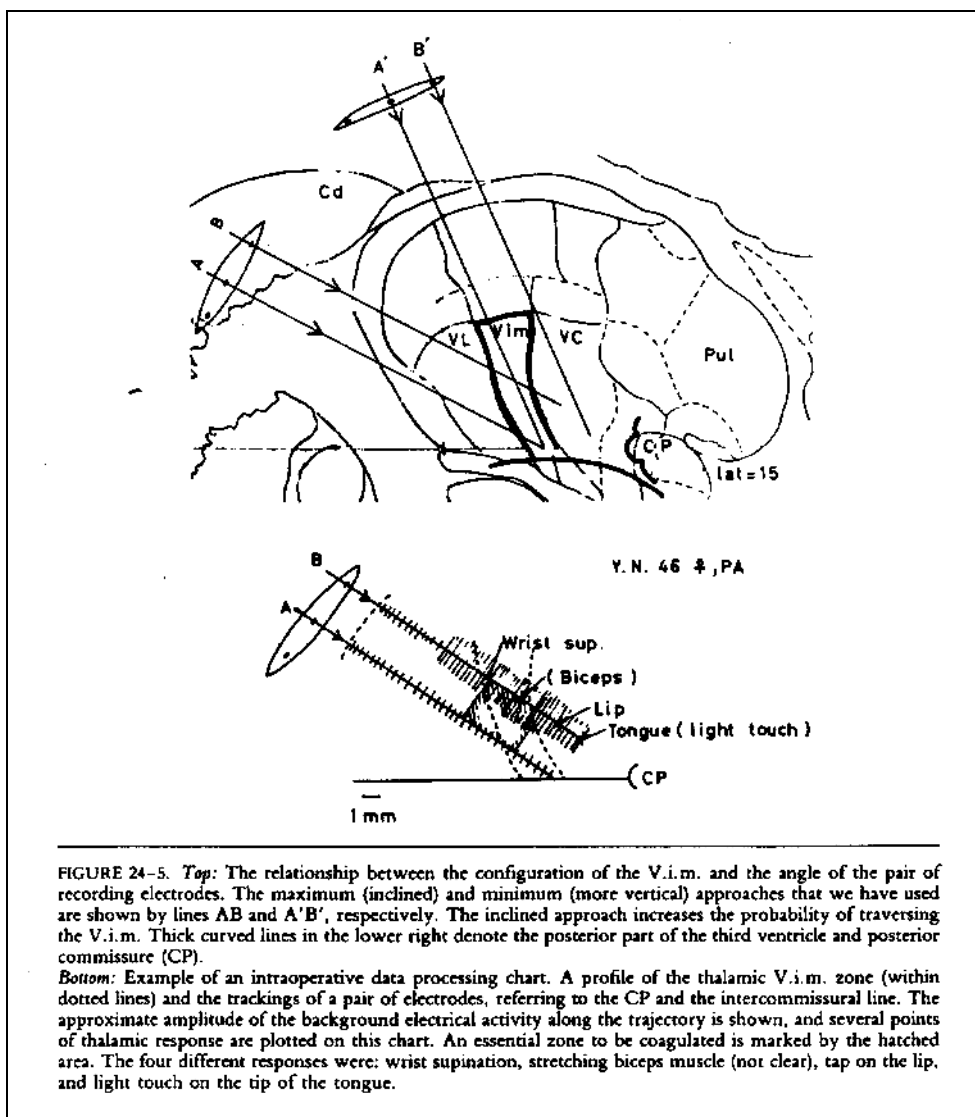 A' B'
Cd
B
A
VL Vim VC
Pul
C.P
lat=15
Y.N. 46 ♀, PA
B
A
Wrist sup.
(Biceps)
Lip
Tongue (light touch)
CP
1 mm
FIGURE 24–5. Top: The relationship between the configuration of the V.i.m. and the angle of the pair of
recording electrodes. The maximum (inclined) and minimum (more vertical) approaches that we have used
are shown by lines AB and A'B', respectively. The inclined approach increases the probability of traversing
the V.i.m. Thick curved lines in the lower right denote the posterior part of the third ventricle and posterior
commissure (CP).
Bottom: Example of an intraoperative data processing chart. A profile of the thalamic V.i.m. zone (within
dotted lines) and the trackings of a pair of electrodes, referring to the CP and the intercommissural line. The
approximate amplitude of the background electrical activity along the trajectory is shown, and several points
of thalamic response are plotted on this chart. An essential zone to be coagulated is marked by the hatched
area. The four different responses were: wrist supination, stretching biceps muscle (not clear), tap on the lip,
and light touch on the tip of the tongue.